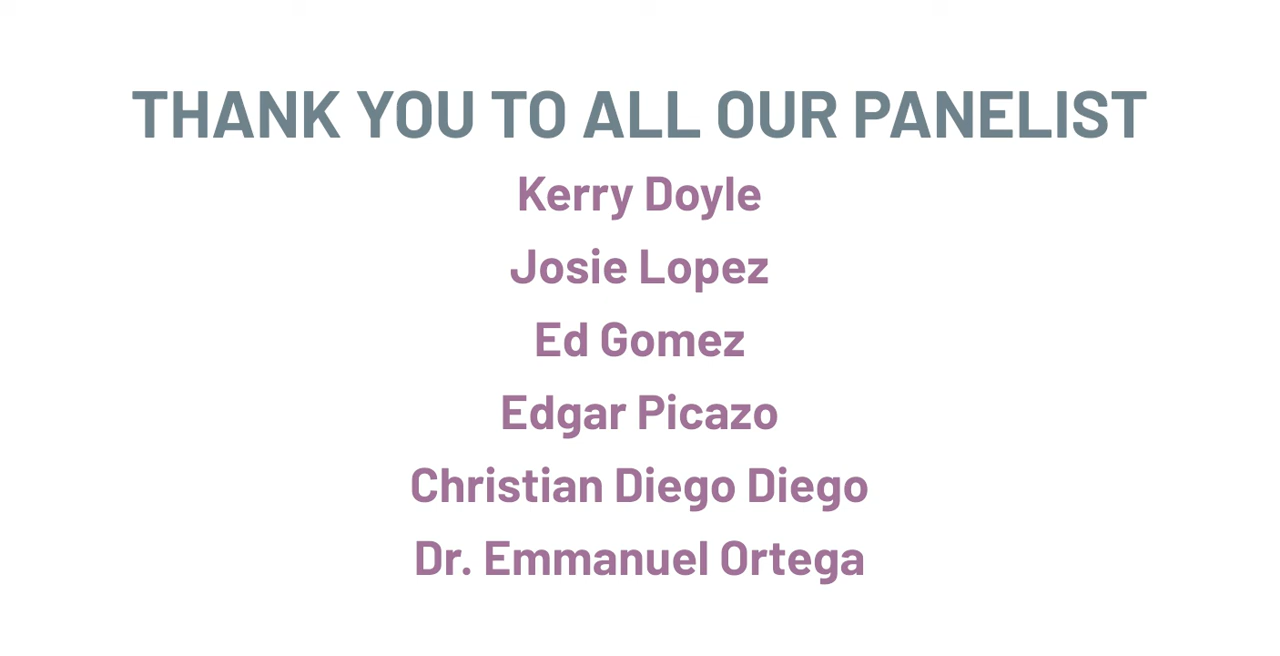 THANK YOU TO ALL OUR PANELIST
Kerry Doyle
Josie Lopez
Ed Gomez
Edgar Picazo
Christian Diego Diego
Dr. Emmanuel Ortega